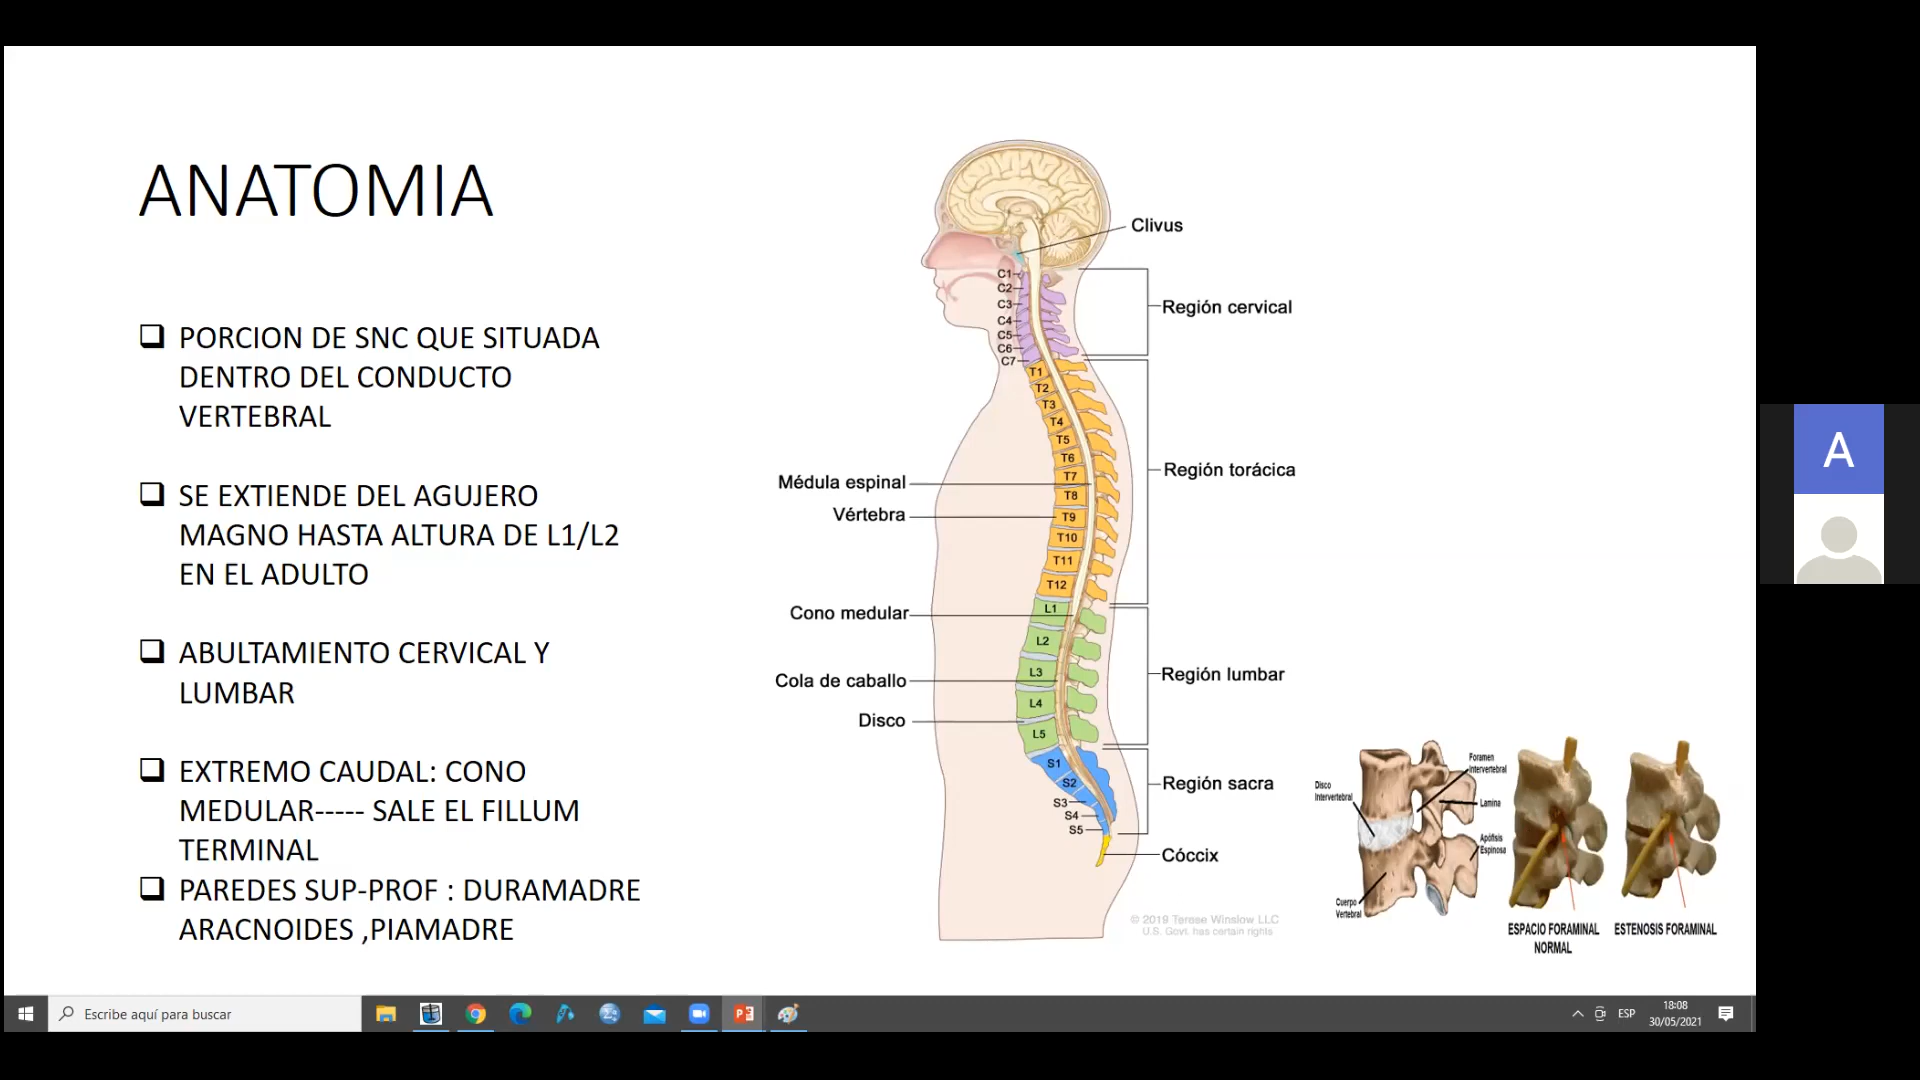 ANATOMIA
❑ PORCION DE SNC QUE SITUADA
DENTRO DEL CONDUCTO
VERTEBRAL
❑ SE EXTIENDE DEL AGUJERO
MAGNO HASTA ALTURA DE L1/L2
EN EL ADULTO
❑ ABULTAMIENTO CERVICAL Y
LUMBAR
❑ EXTREMO CAUDAL: CONO
MEDULAR----- SALE EL FILLUM
TERMINAL
❑ PAREDES SUP-PROF : DURAMADRE
ARACNOIDES ,PIAMADRE
Clivus
C1
C2
C3
C4
C5
C6
C7
Región cervical
T1
T2
T3
T4
T5
T6
T7
T8
T9
T10
T11
T12
Región torácica
Médula espinal
Vértebra
Cono medular
L1
L2
L3
L4
L5
Región lumbar
Cola de caballo
Disco
S1
S2
S3
S4
S5
Región sacra
Cóccix
© 2019 Terese Winslow LLC
U.S. Govt. has certain rights
Foramen
Intervertebral
Disco
Intervertebral
Lamina
Apófisis
Espinosa
Cuerpo
Vertebral
ESPACIO FORAMINAL
NORMAL
ESTENOSIS FORAMINAL
A
Escribe aquí para buscar
ESP
18:08
30/05/2021